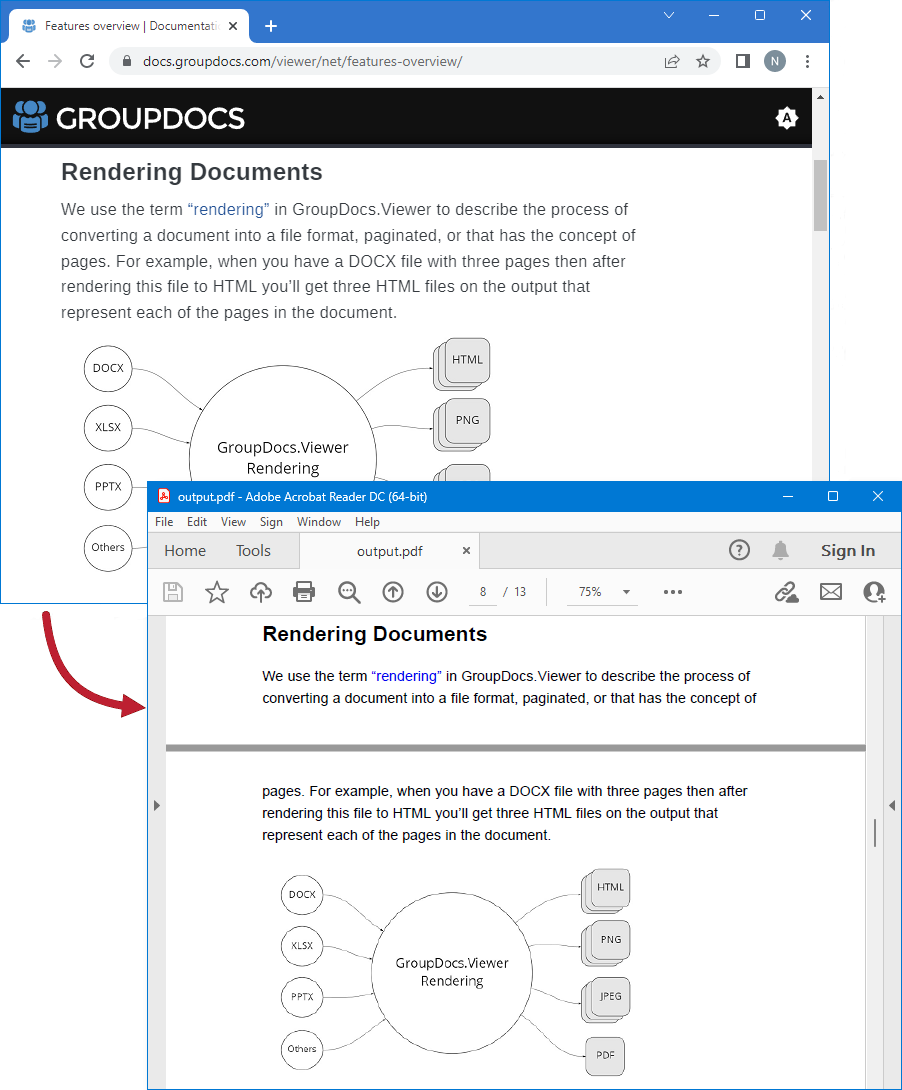 Features overview | Documentati
docs.groupdocs.com/viewer/net/features-overview/
N
GROUPDOCS
A
Rendering Documents
We use the term “rendering” in GroupDocs.Viewer to describe the process of
converting a document into a file format, paginated, or that has the concept of
pages. For example, when you have a DOCX file with three pages then after
rendering this file to HTML you’ll get three HTML files on the output that
represent each of the pages in the document.
DOCX
XLSX
PPTX
Others
GroupDocs.Viewer
Rendering
HTML
PNG
output.pdf - Adobe Acrobat Reader DC (64-bit)
File Edit View Sign Window Help
Home Tools output.pdf Sign In
8 / 13 75%
Rendering Documents
We use the term “rendering” in GroupDocs.Viewer to describe the process of
converting a document into a file format, paginated, or that has the concept of
pages. For example, when you have a DOCX file with three pages then after
rendering this file to HTML you’ll get three HTML files on the output that
represent each of the pages in the document.
DOCX
XLSX
PPTX
Others
GroupDocs.Viewer
Rendering
HTML
PNG
JPEG
PDF